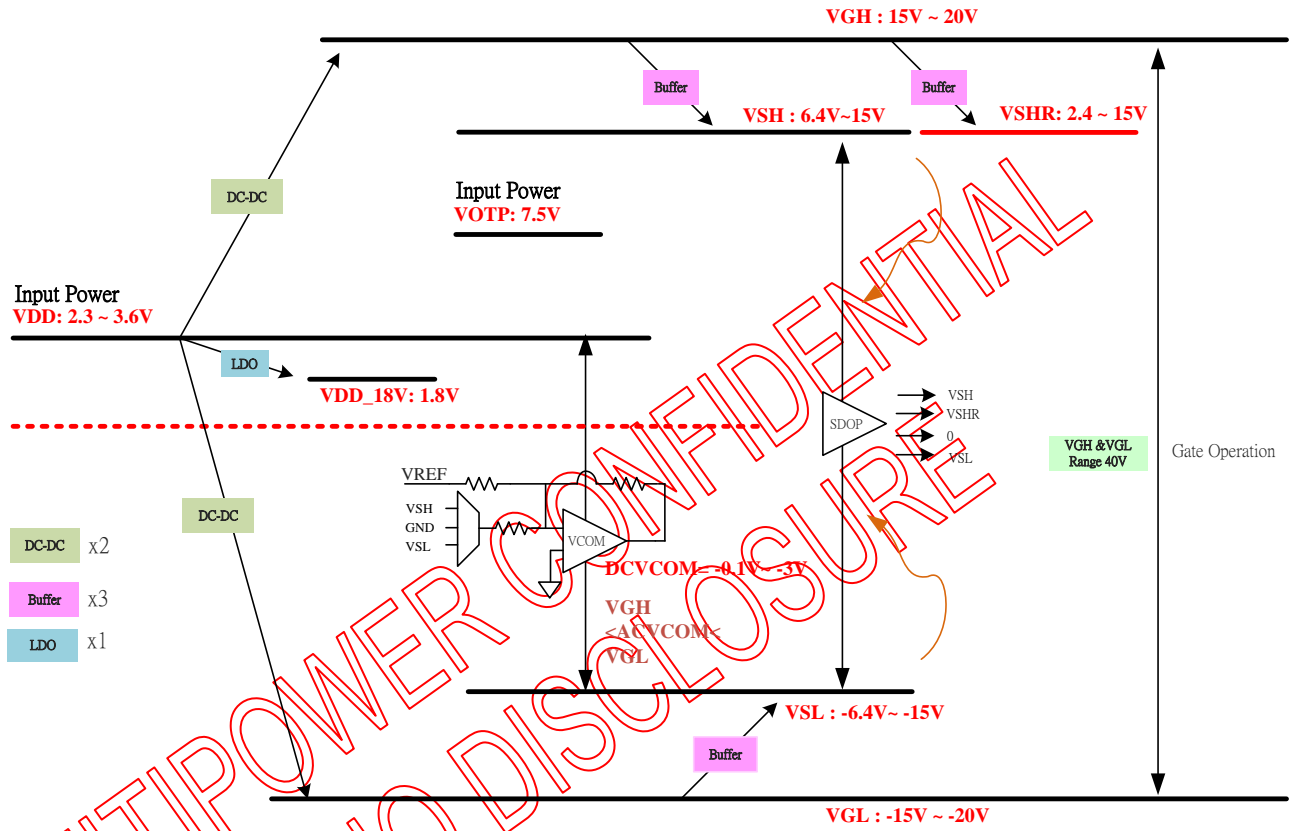 VGH : 15V ~ 20V
Buffer
Buffer
VSH : 6.4V~15V
VSHR: 2.4 ~ 15V
DC-DC
Input Power
VOTP: 7.5V
Input Power
VDD: 2.3 ~ 3.6V
LDO
VDD_18V: 1.8V
SDOP
VSH
VSHR
0
VSL
VGH &VGL
Range 40V
Gate Operation
VREF
VSH
GND
VSL
VCOM
DC-DC
DCVCOM= -0.1V~ -3V
VGH
<ACVCOM<
VGL
DC-DC x2
Buffer x3
LDO x1
VSL : -6.4V~ -15V
Buffer
VGL : -15V ~ -20V
NTIPOWER CONFIDENTIAL
NO DISCLOSURE